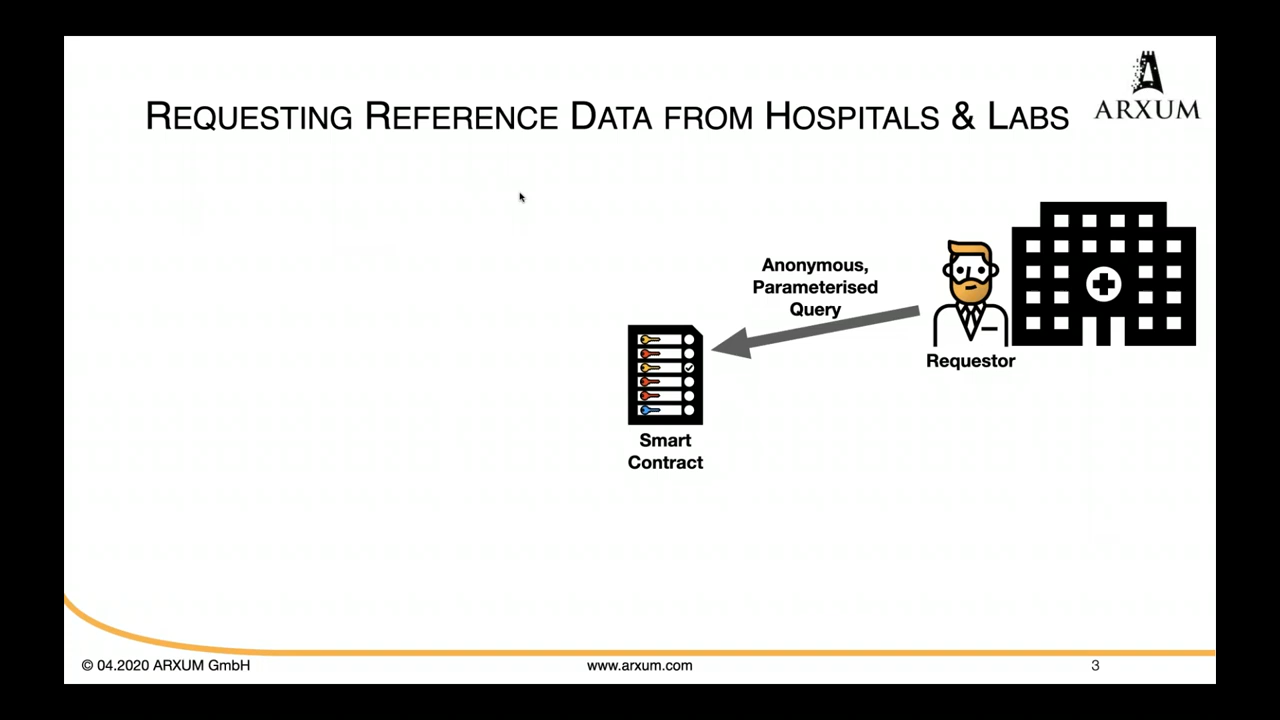 REQUESTING REFERENCE DATA FROM HOSPITALS & LABS
ARXUM
Anonymous,
Parameterised
Query
Requestor
Smart
Contract
© 04.2020 ARXUM GmbH
www.arxum.com
3